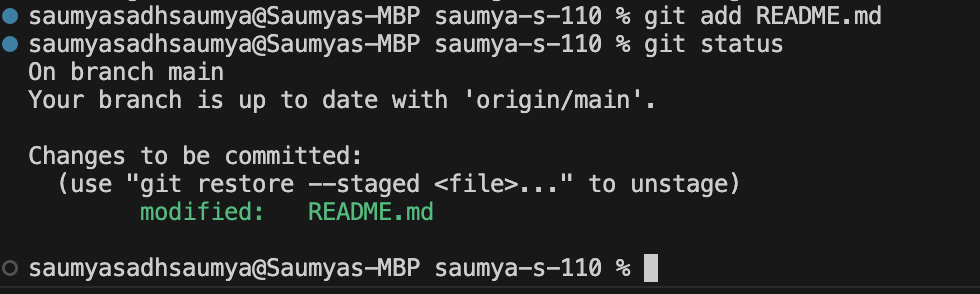 saumyasadhsaumya@Saumyas-MBP saumya-s-110 % git add README.md
saumyasadhsaumya@Saumyas-MBP saumya-s-110 % git status
On branch main
Your branch is up to date with 'origin/main'.
Changes to be committed:
  (use "git restore --staged <file>..." to unstage)
        modified:   README.md
saumyasadhsaumya@Saumyas-MBP saumya-s-110 %